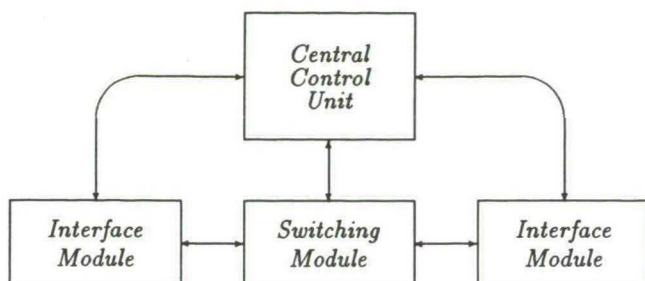 Central
Control
Unit
Interface
Module
Switching
Module
Interface
Module